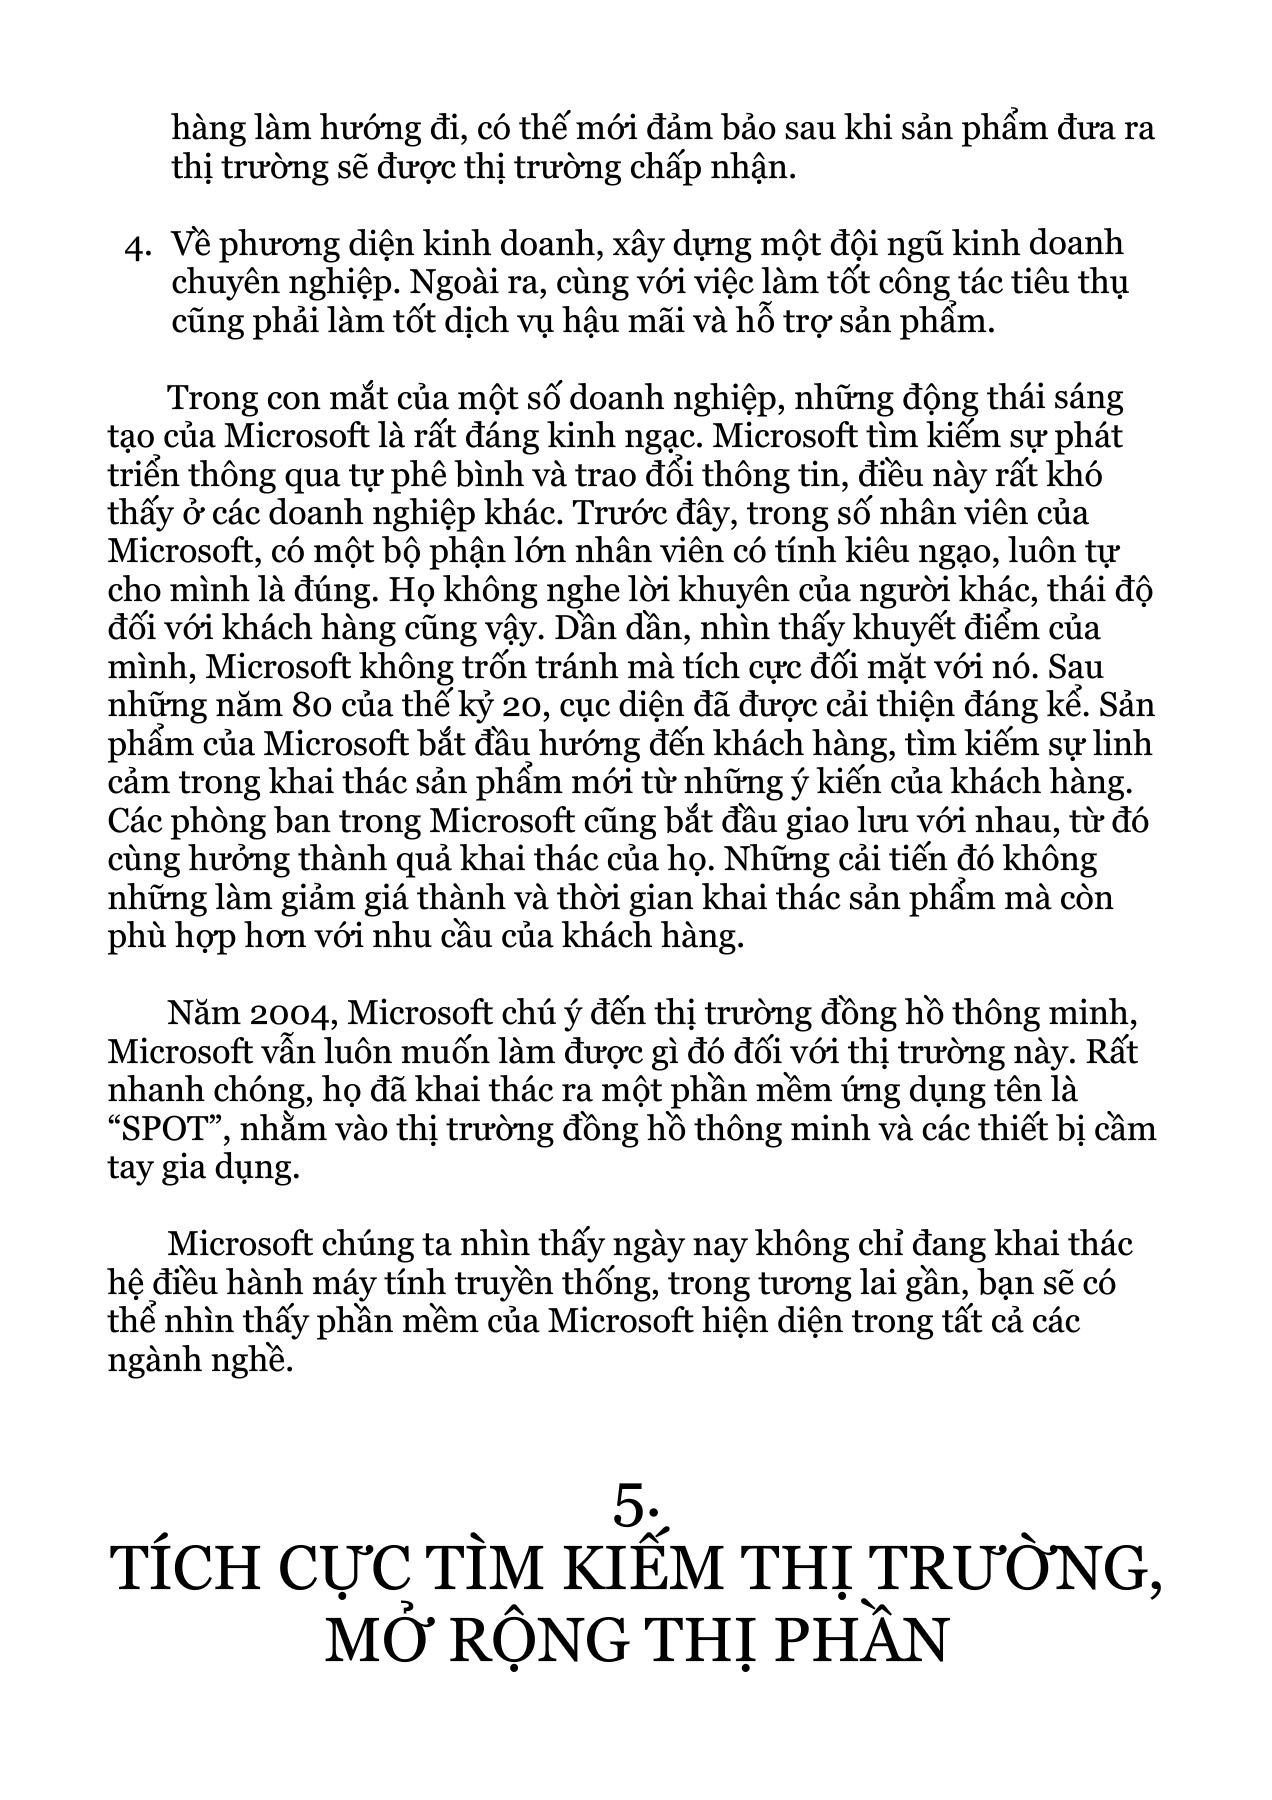 hàng làm hướng đi, có thế mới đảm bảo sau khi sản phẩm đưa ra
thị trường sẽ được thị trường chấp nhận.
4. Về phương diện kinh doanh, xây dựng một đội ngũ kinh doanh
chuyên nghiệp. Ngoài ra, cùng với việc làm tốt công tác tiêu thụ
cũng phải làm tốt dịch vụ hậu mãi và hỗ trợ sản phẩm.
Trong con mắt của một số doanh nghiệp, những động thái sáng
tạo của Microsoft là rất đáng kinh ngạc. Microsoft tìm kiếm sự phát
triển thông qua tự phê bình và trao đổi thông tin, điều này rất khó
thấy ở các doanh nghiệp khác. Trước đây, trong số nhân viên của
Microsoft, có một bộ phận lớn nhân viên có tính kiêu ngạo, luôn tự
cho mình là đúng. Họ không nghe lời khuyên của người khác, thái độ
đối với khách hàng cũng vậy. Dần dần, nhìn thấy khuyết điểm của
mình, Microsoft không trốn tránh mà tích cực đối mặt với nó. Sau
những năm 80 của thế kỷ 20, cục diện đã được cải thiện đáng kể. Sản
phẩm của Microsoft bắt đầu hướng đến khách hàng, tìm kiếm sự linh
cảm trong khai thác sản phẩm mới từ những ý kiến của khách hàng.
Các phòng ban trong Microsoft cũng bắt đầu giao lưu với nhau, từ đó
cùng hưởng thành quả khai thác của họ. Những cải tiến đó không
những làm giảm giá thành và thời gian khai thác sản phẩm mà còn
phù hợp hơn với nhu cầu của khách hàng.
Năm 2004, Microsoft chú ý đến thị trường đồng hồ thông minh,
Microsoft vẫn luôn muốn làm được gì đó đối với thị trường này. Rất
nhanh chóng, họ đã khai thác ra một phần mềm ứng dụng tên là
“SPOT”, nhằm vào thị trường đồng hồ thông minh và các thiết bị cầm
tay gia dụng.
Microsoft chúng ta nhìn thấy ngày nay không chỉ đang khai thác
hệ điều hành máy tính truyền thống, trong tương lai gần, bạn sẽ có
thể nhìn thấy phần mềm của Microsoft hiện diện trong tất cả các
ngành nghề.
5.
TÍCH CỰC TÌM KIẾM THỊ TRƯỜNG,
MỞ RỘNG THỊ PHẦN